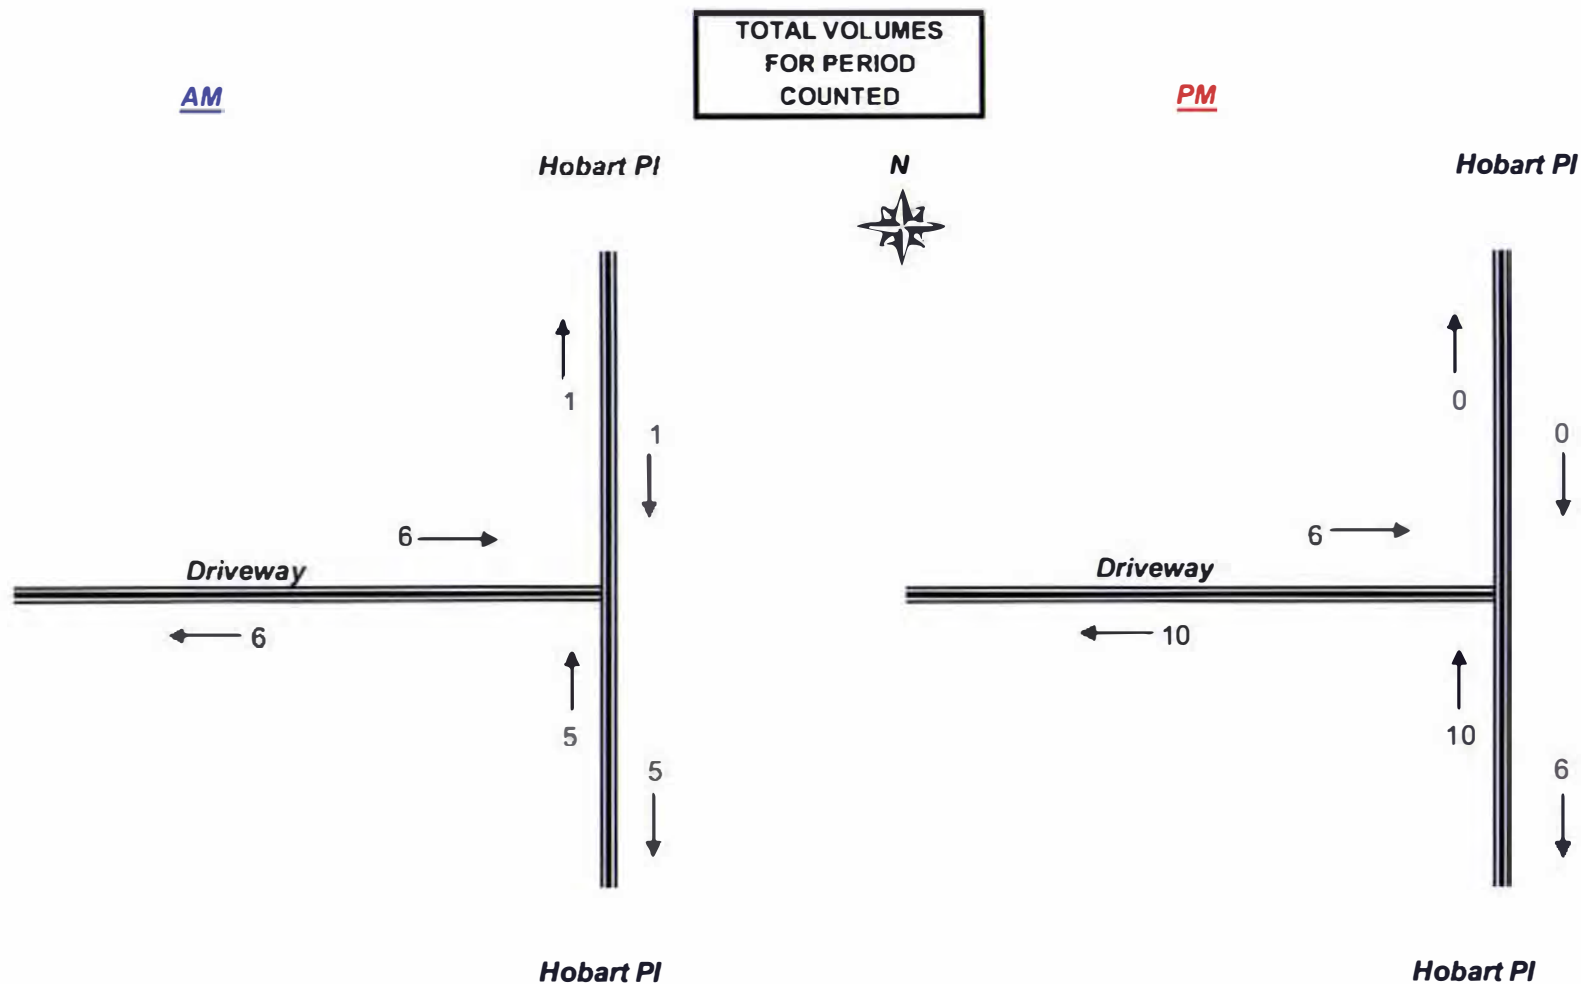 TOTAL VOLUMES
FOR PERIOD
COUNTED
AM
PM
Hobart Pl
N
Hobart Pl
1
0
1
0
6
6
Driveway
Driveway
6
10
5
10
5
6
Hobart Pl
Hobart Pl